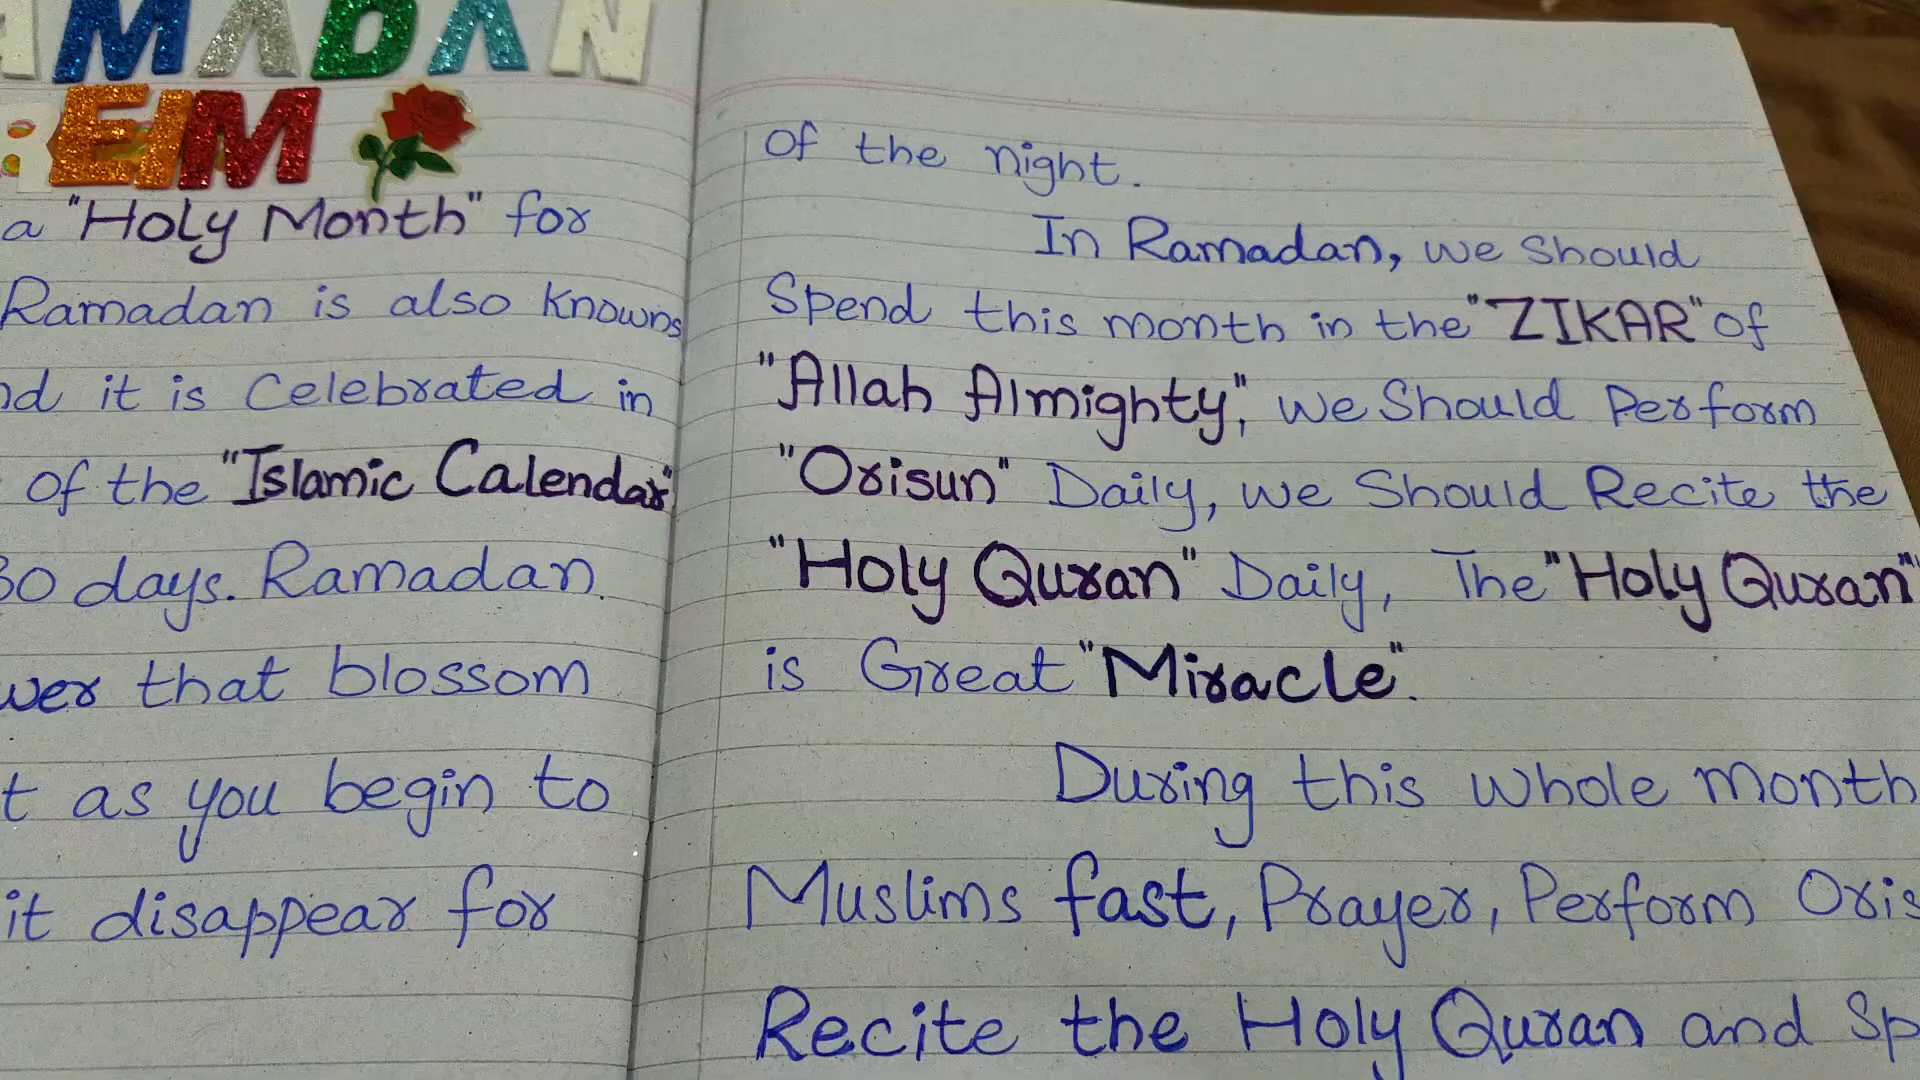 AMADAN
EIM
a "Holy Month" for
Ramadan is also Knowns
nd it is Celebrated in
of the "Islamic Calendar"
30 days. Ramadan
wer that blossom
t as you begin to
it disappear for
of the night.
In Ramadan, we Should
Spend this month in the "ZIKAR" of
"Allah Almighty", we Should Perform
"Orisun" Daily, we Should Recite the
"Holy Quran" Daily, The "Holy Quran"
is Great "Miracle".
During this whole month
Muslims fast, Prayer, Perform Oris
Recite the Holy Quran and Sp